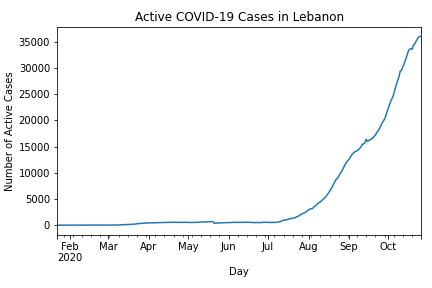 Active COVID-19 Cases in Lebanon
35000
30000
25000
20000
15000
10000
5000
0
Number of Active Cases
Feb Mar Apr May Jun Jul Aug Sep Oct
2020
Day